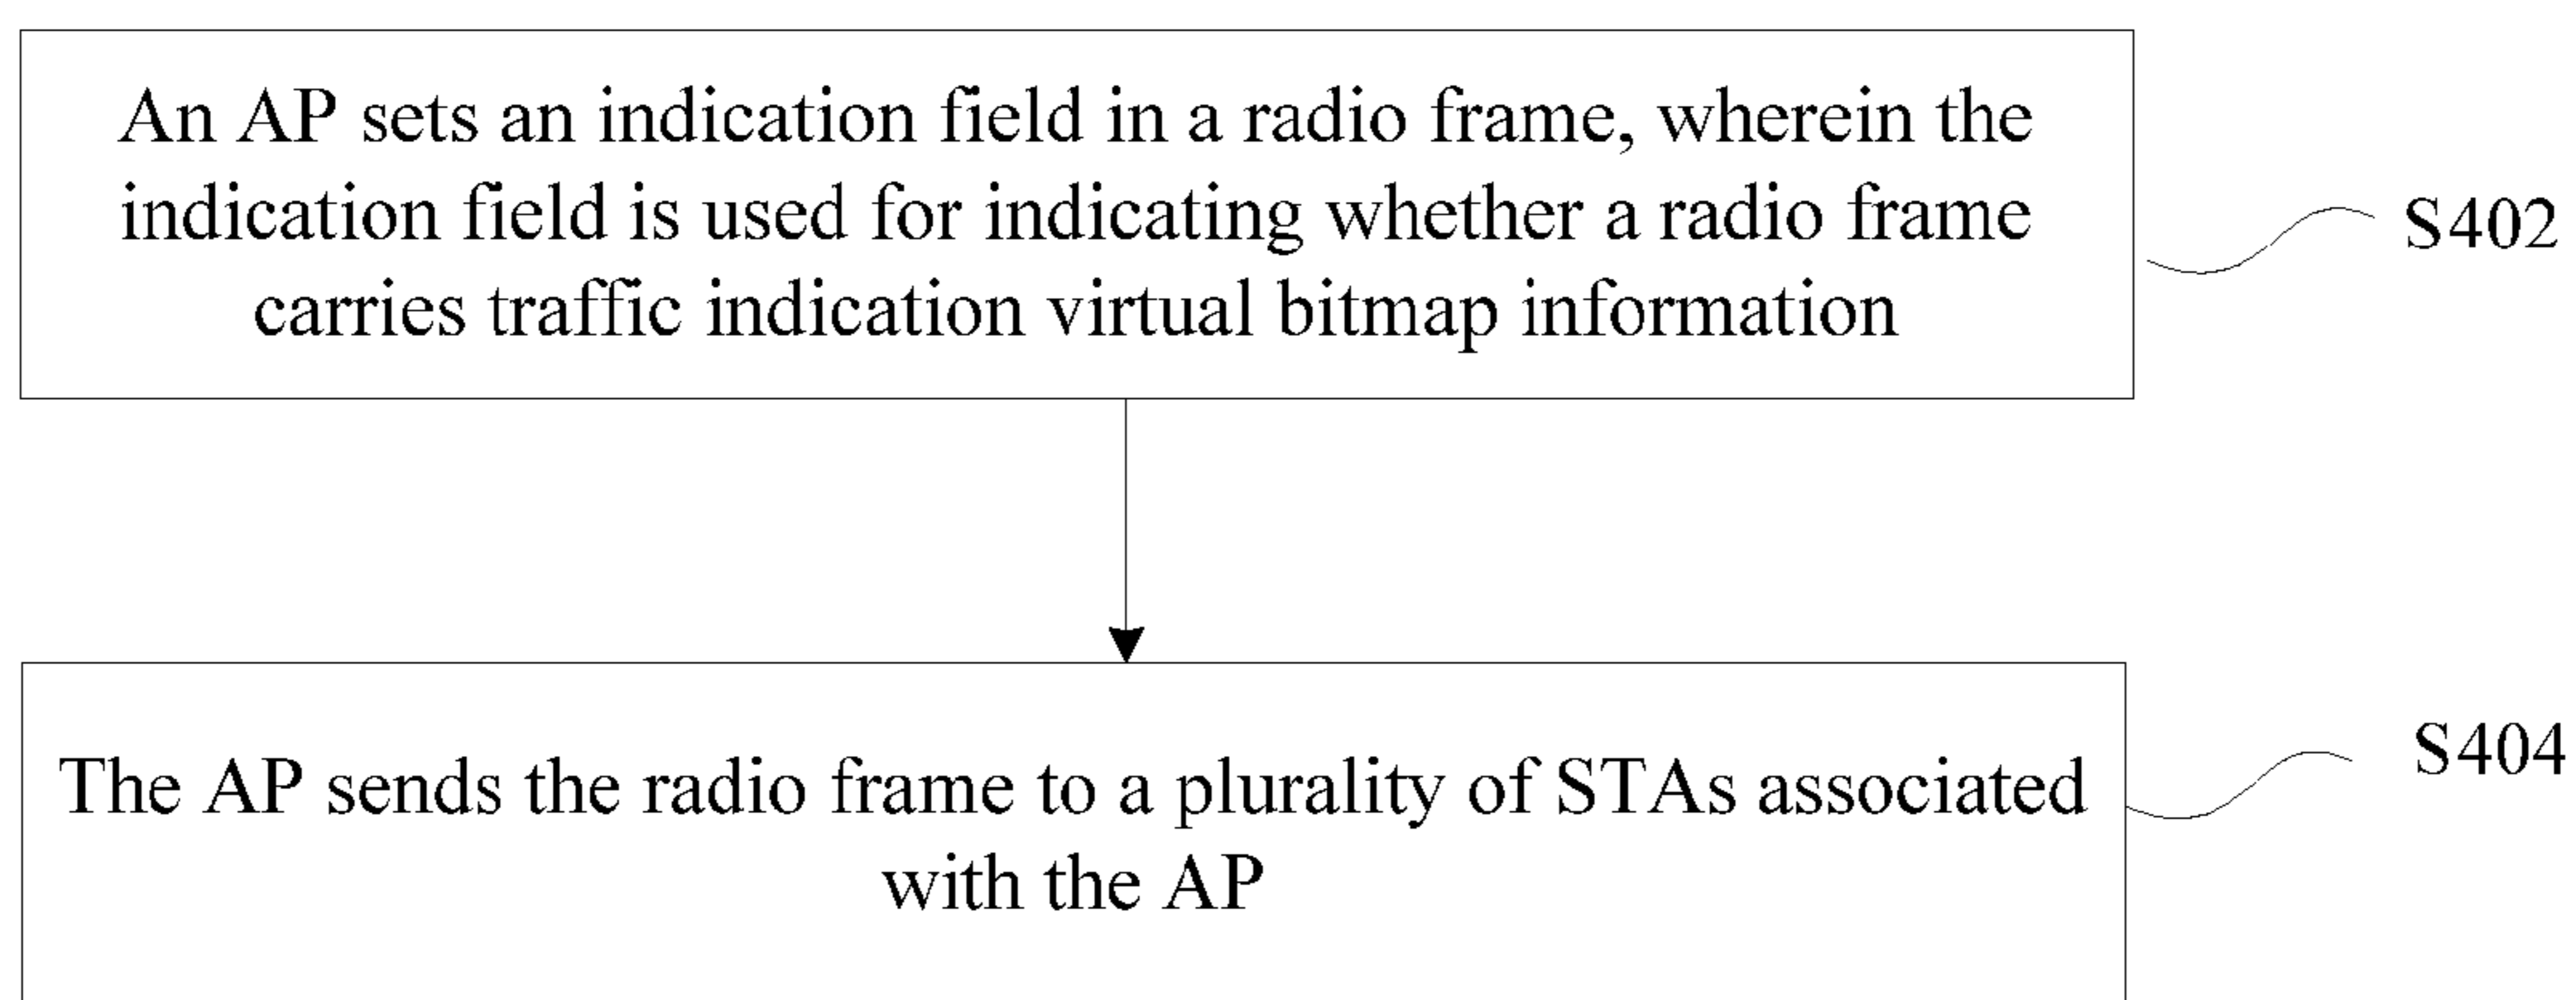 An AP sets an indication field in a radio frame, wherein the
indication field is used for indicating whether a radio frame
carries traffic indication virtual bitmap information
S402
The AP sends the radio frame to a plurality of STAs associated
with the AP
S404